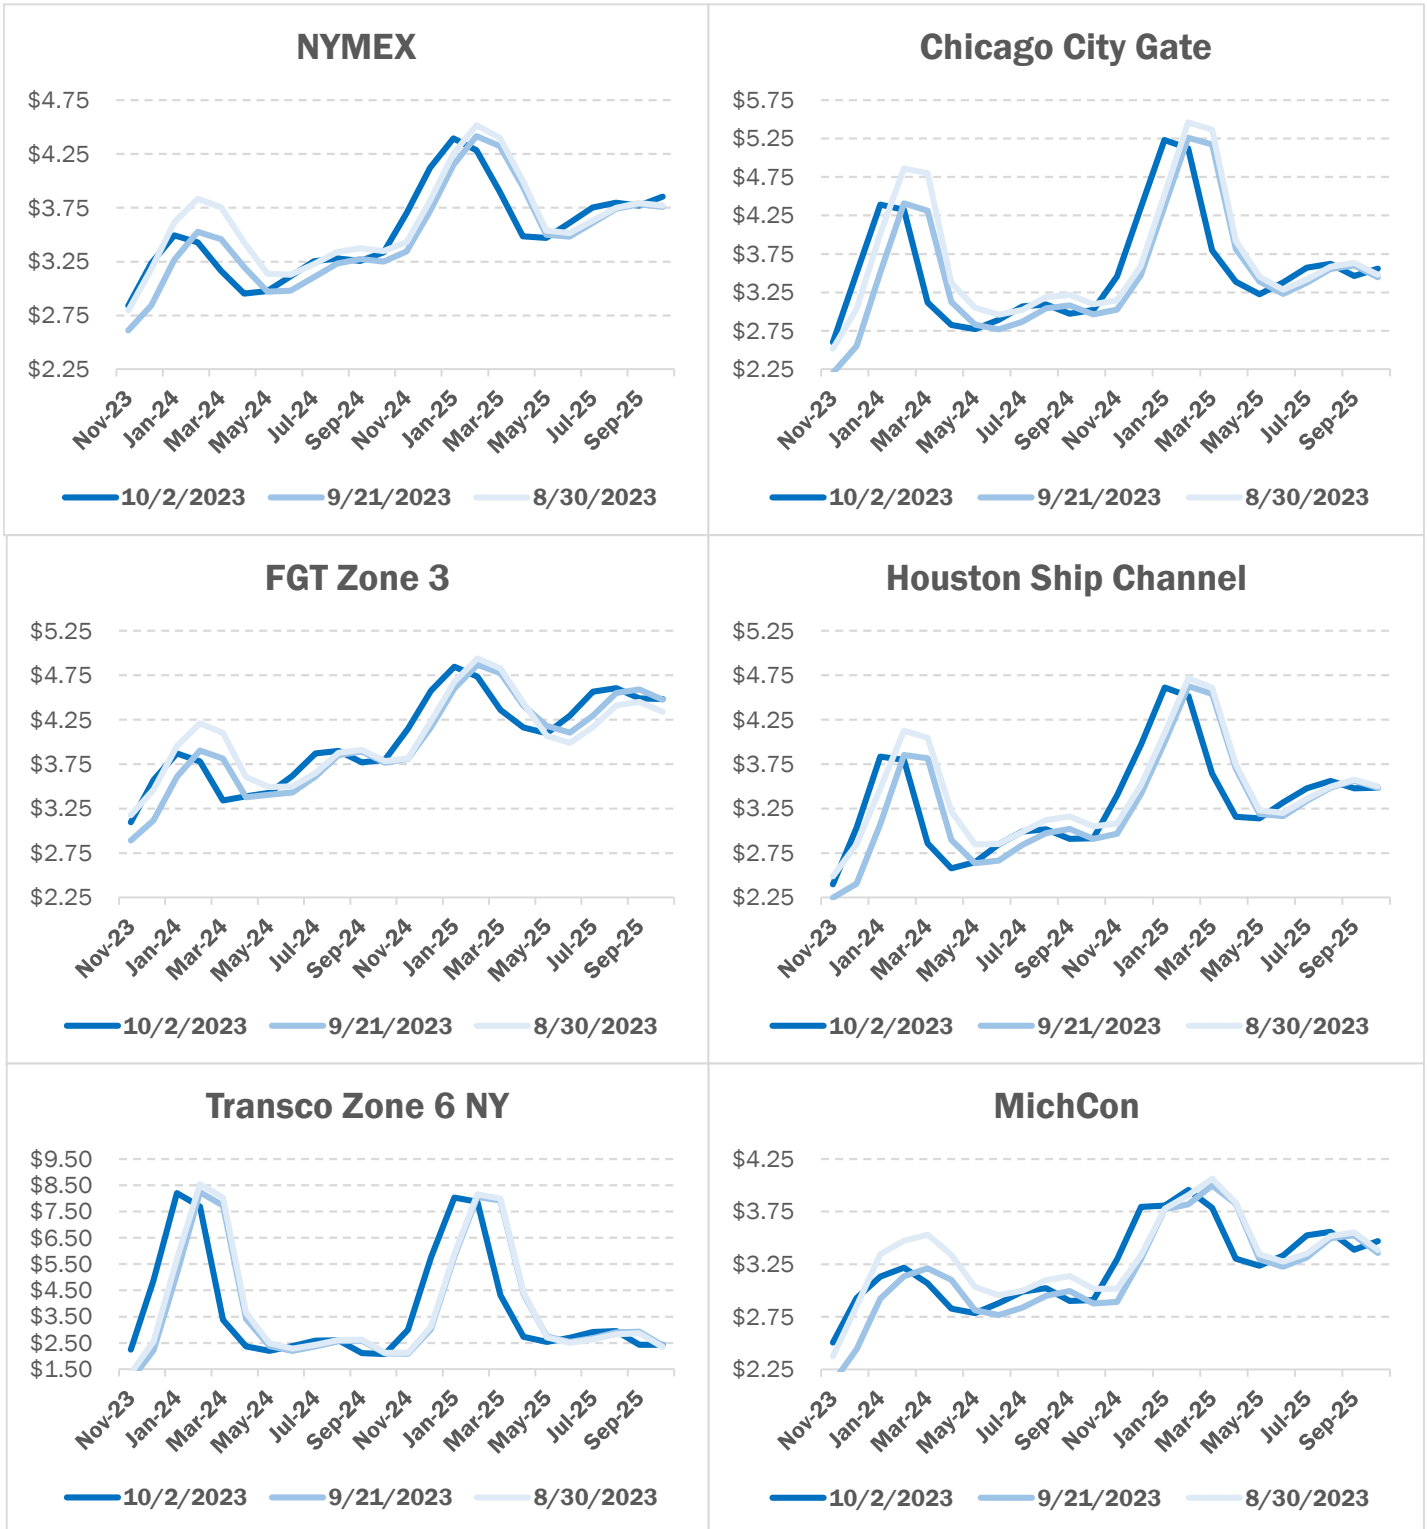 NYMEX
$4.75
$4.25
$3.75
$3.25
$2.75
$2.25
Nov-23 Jan-24 Mar-24 May-24 Jul-24 Sep-24 Nov-24 Jan-25 Mar-25 May-25 Jul-25 Sep-25
10/2/2023 9/21/2023 8/30/2023
Chicago City Gate
$5.75
$5.25
$4.75
$4.25
$3.75
$3.25
$2.75
$2.25
Nov-23 Jan-24 Mar-24 May-24 Jul-24 Sep-24 Nov-24 Jan-25 Mar-25 May-25 Jul-25 Sep-25
10/2/2023 9/21/2023 8/30/2023
FGT Zone 3
$5.25
$4.75
$4.25
$3.75
$3.25
$2.75
$2.25
Nov-23 Jan-24 Mar-24 May-24 Jul-24 Sep-24 Nov-24 Jan-25 Mar-25 May-25 Jul-25 Sep-25
10/2/2023 9/21/2023 8/30/2023
Houston Ship Channel
$5.25
$4.75
$4.25
$3.75
$3.25
$2.75
$2.25
Nov-23 Jan-24 Mar-24 May-24 Jul-24 Sep-24 Nov-24 Jan-25 Mar-25 May-25 Jul-25 Sep-25
10/2/2023 9/21/2023 8/30/2023
Transco Zone 6 NY
$9.50
$8.50
$7.50
$6.50
$5.50
$4.50
$3.50
$2.50
$1.50
Nov-23 Jan-24 Mar-24 May-24 Jul-24 Sep-24 Nov-24 Jan-25 Mar-25 May-25 Jul-25 Sep-25
10/2/2023 9/21/2023 8/30/2023
MichCon
$4.25
$3.75
$3.25
$2.75
$2.25
Nov-23 Jan-24 Mar-24 May-24 Jul-24 Sep-24 Nov-24 Jan-25 Mar-25 May-25 Jul-25 Sep-25
10/2/2023 9/21/2023 8/30/2023